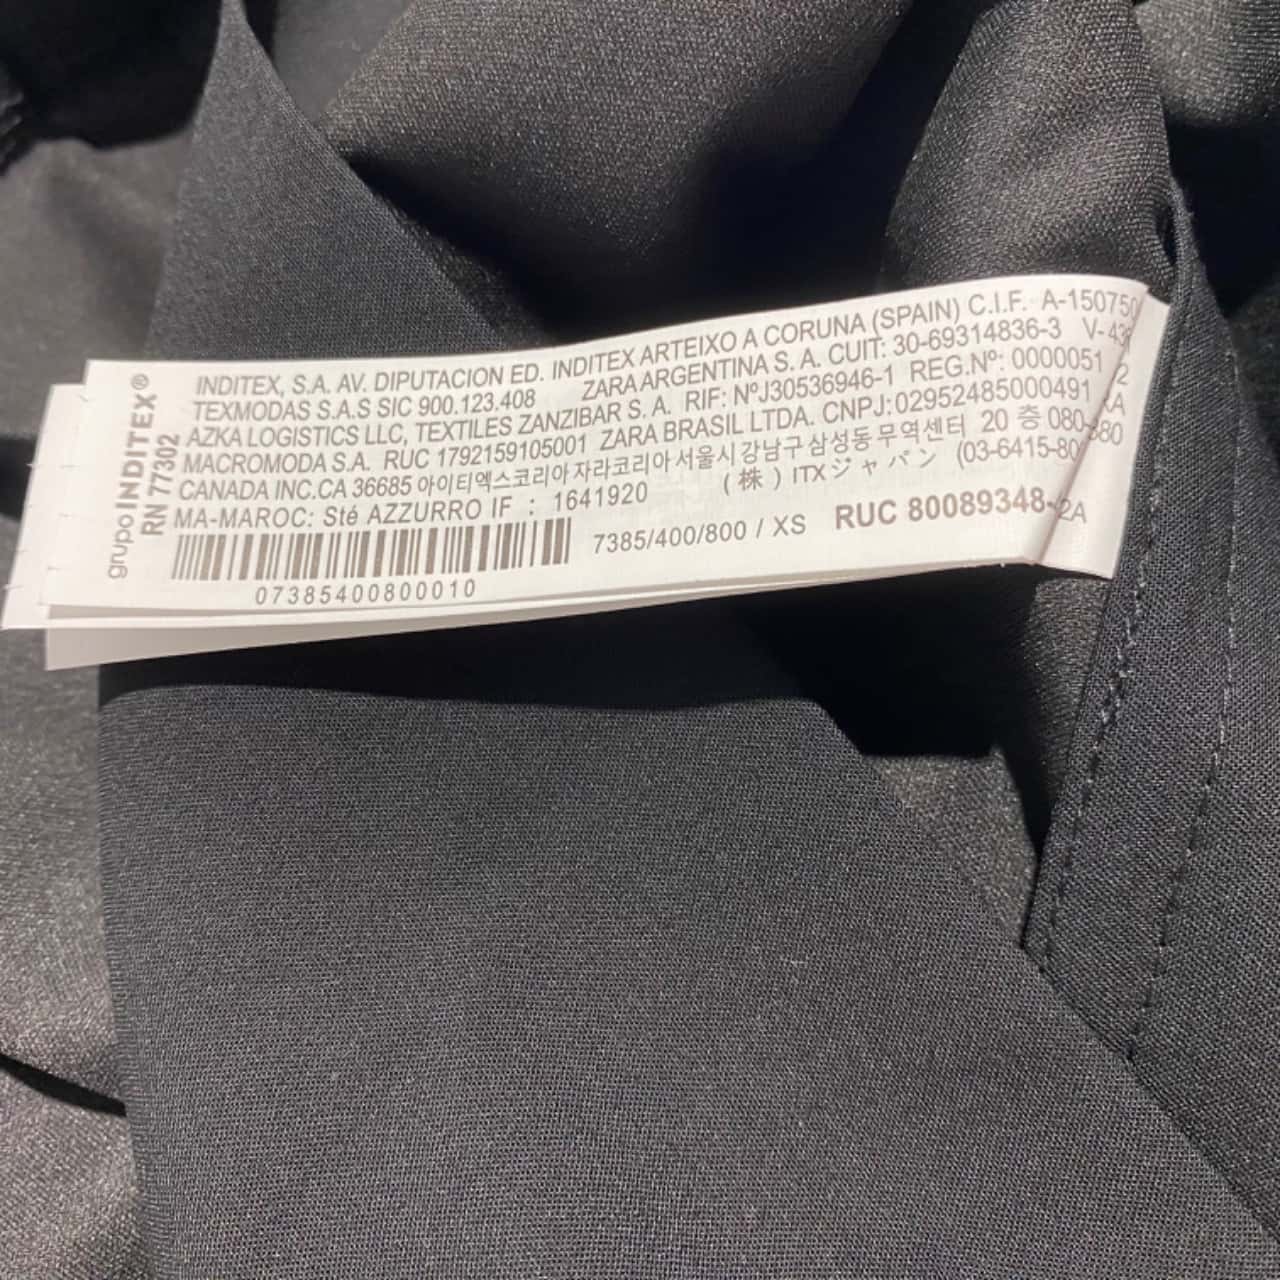 grupo INDITEX®
RN 77302
INDITEX, S.A. AV. DIPUTACION ED. INDITEX ARTEIXO A CORUNA (SPAIN) C.I.F. A-150750
TEXMODAS S.A.S SIC 900.123.408 ZARA ARGENTINA S. A. CUIT: 30-69314836-3 V-
AZKA LOGISTICS LLC, TEXTILES ZANZIBAR S. A. RIF: NºJ30536946-1 REG.Nº: 0000051
MACROMODA S.A. RUC 1792159105001 ZARA BRASIL LTDA. CNPJ:02952485000491
CANADA INC.CA 36685 아이티엑스코리아 자라코리아 서울시 강남구 삼성동 무역센터 20 층 080-
MA-MAROC: Sté AZZURRO IF : 1641920 (株) ITXジャパン (03-6415-80
7385/400/800 / XS RUC 80089348-
07385400800010